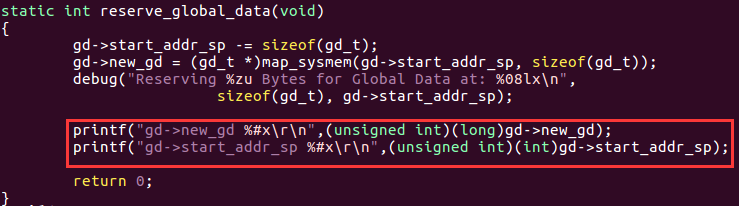 static int reserve_global_data(void)
{
        gd->start_addr_sp -= sizeof(gd_t);
        gd->new_gd = (gd_t *)map_sysmem(gd->start_addr_sp, sizeof(gd_t));
        debug("Reserving %zu Bytes for Global Data at: %08lx\n",
                        sizeof(gd_t), gd->start_addr_sp);

        printf("gd->new_gd %#x\r\n",(unsigned int)(long)gd->new_gd);
        printf("gd->start_addr_sp %#x\r\n",(unsigned int)(int)gd->start_addr_sp);

        return 0;
}